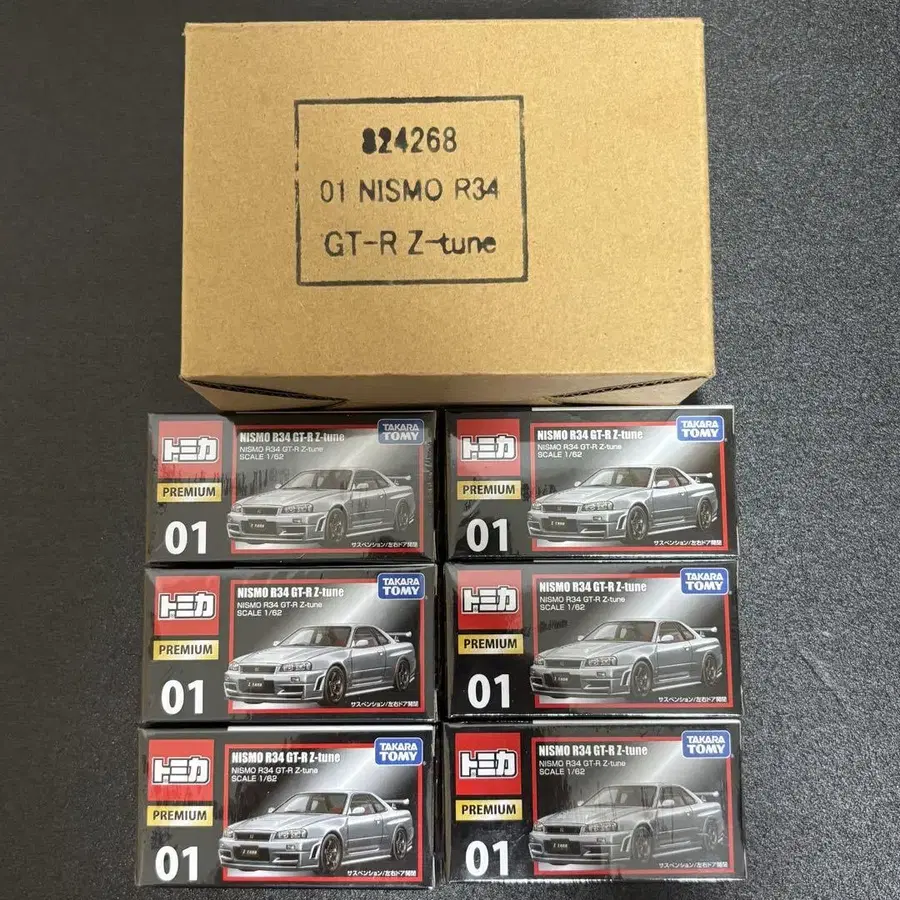 824268
01 NISMO R34
GT-R Z-tune
トミカ
PREMIUM
01
NISMO R34 GT-R Z-tune
NISMO R34 GT-R Z-tune
SCALE 1/62
TAKARA
TOMY
サスペンション/左右ドア開閉
トミカ
PREMIUM
01
NISMO R34 GT-R Z-tune
NISMO R34 GT-R Z-tune
SCALE 1/62
TAKARA
TOMY
サスペンション/左右ドア開閉
トミカ
PREMIUM
01
NISMO R34 GT-R Z-tune
NISMO R34 GT-R Z-tune
SCALE 1/62
TAKARA
TOMY
サスペンション/左右ドア開閉
トミカ
PREMIUM
01
NISMO R34 GT-R Z-tune
NISMO R34 GT-R Z-tune
SCALE 1/62
TAKARA
TOMY
サスペンション/左右ドア開閉
トミカ
PREMIUM
01
NISMO R34 GT-R Z-tune
NISMO R34 GT-R Z-tune
SCALE 1/62
TAKARA
TOMY
サスペンション/左右ドア開閉
トミカ
PREMIUM
01
NISMO R34 GT-R Z-tune
NISMO R34 GT-R Z-tune
SCALE 1/62
TAKARA
TOMY
サスペンション/左右ドア開閉